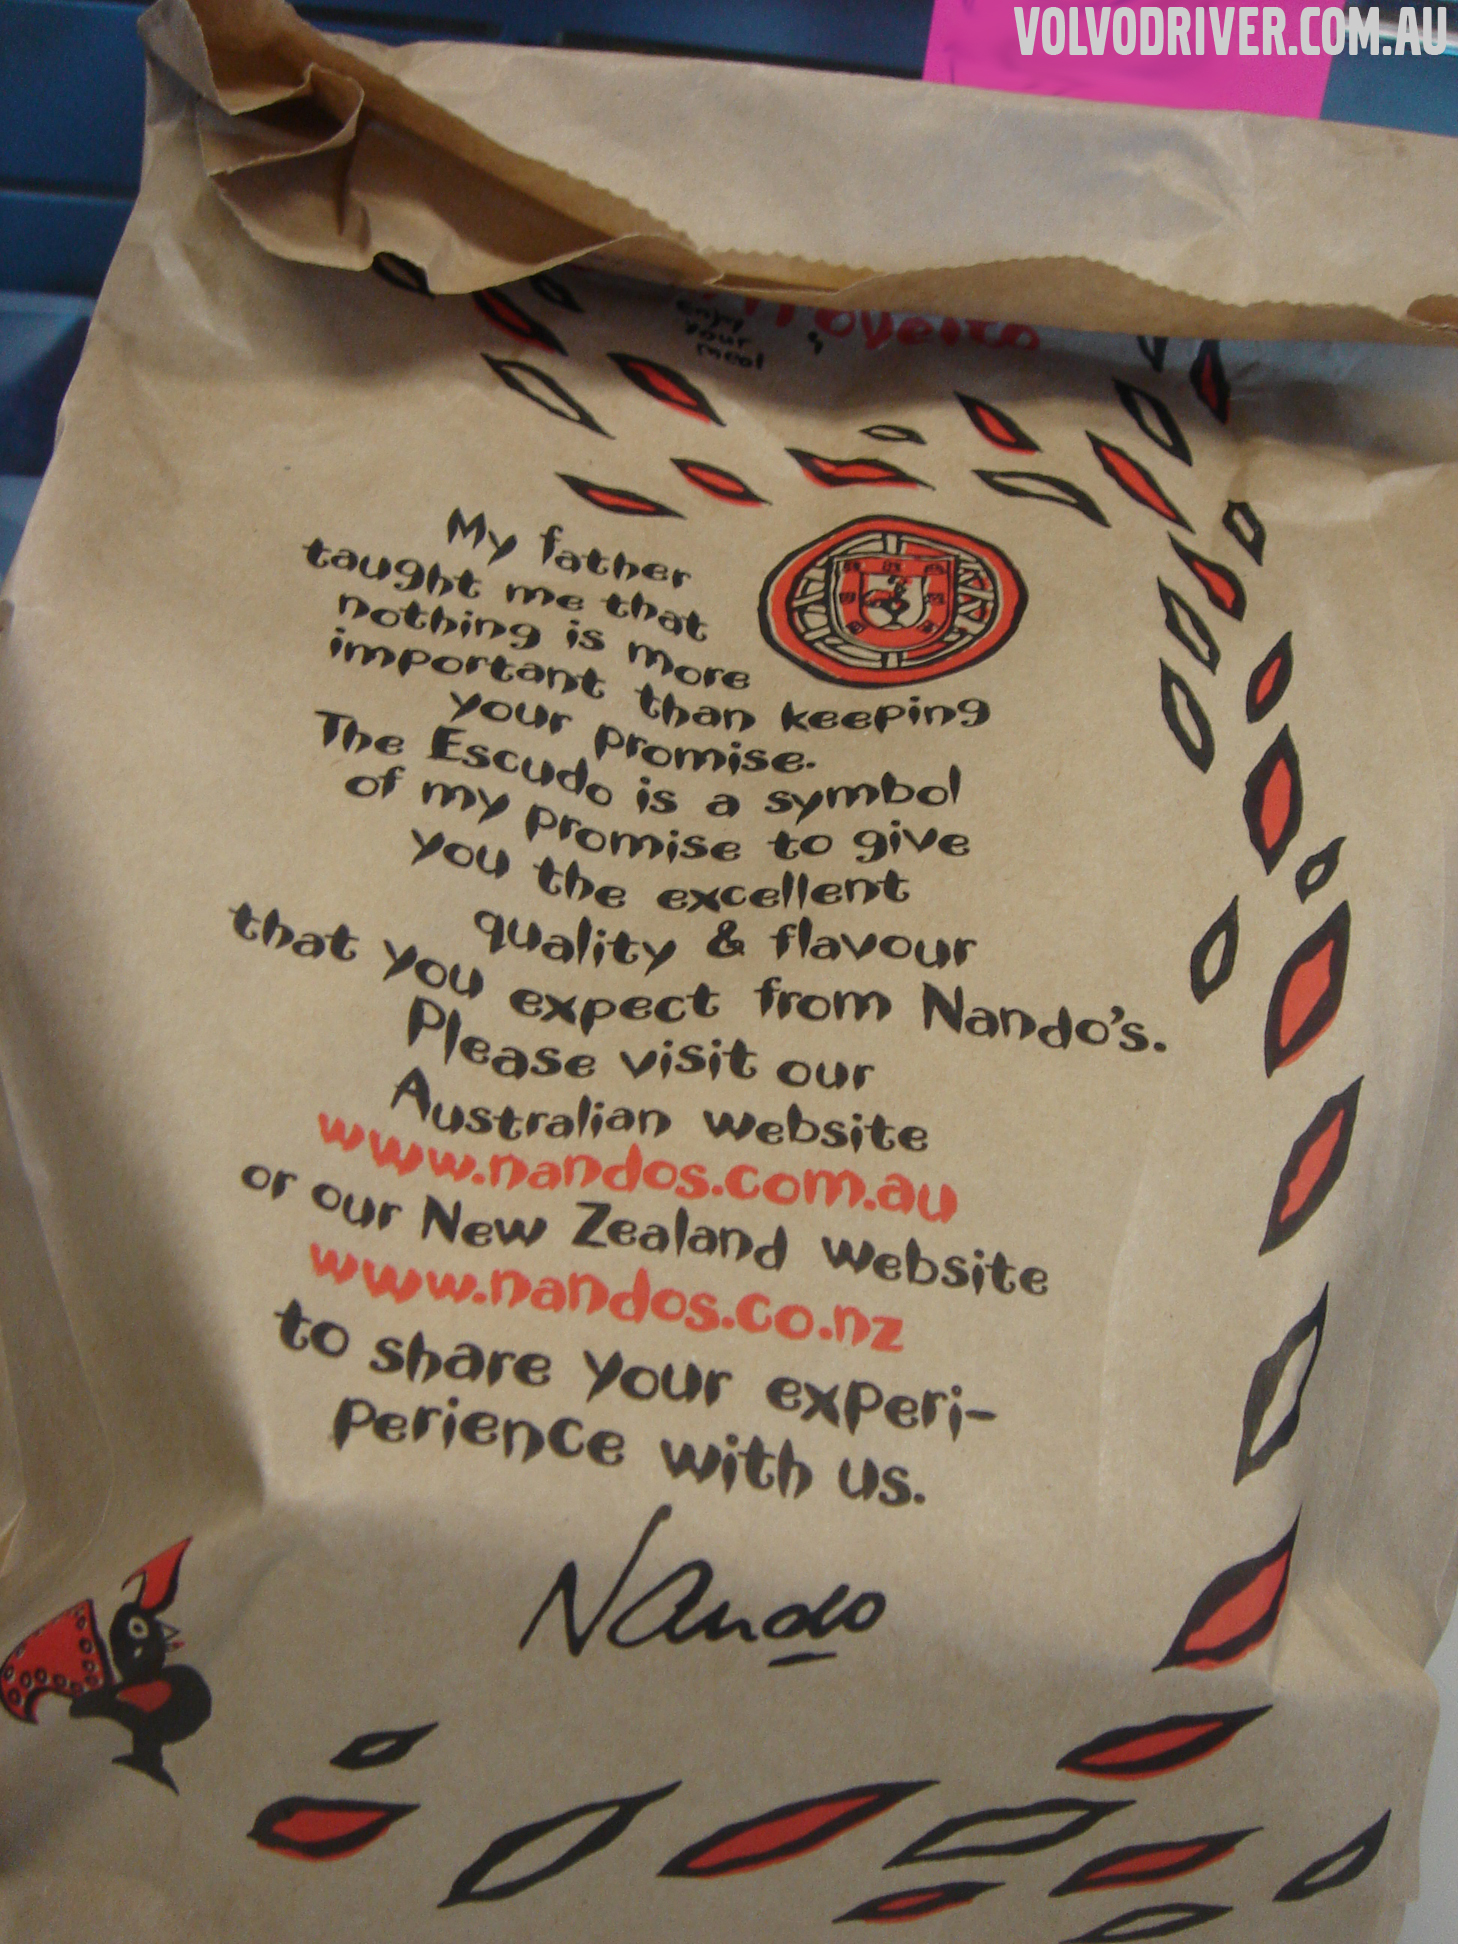 VOLVODRIVER.COM.AU
enjoy
your
meal
My father
taught me that
nothing is more
important than keeping
your promise.
The Escudo is a symbol
of my promise to give
you the excellent
quality & flavour
that you expect from Nando's.
Please visit our
Australian website
www.nandos.com.au
or our New Zealand website
www.nandos.co.nz
to share your experi-
perience with us.
Nando